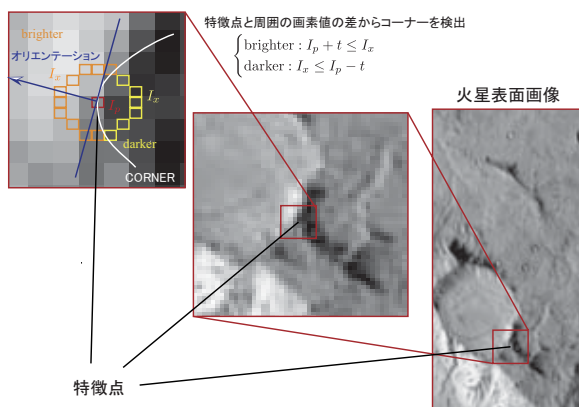 特徴点と周囲の画素値の差からコーナーを検出
brighter : I_p + t ≤ I_x
darker : I_x ≤ I_p − t
brighter
オリエンテーション
I_x
I_x
I_p
darker
CORNER
火星表面画像
特徴点